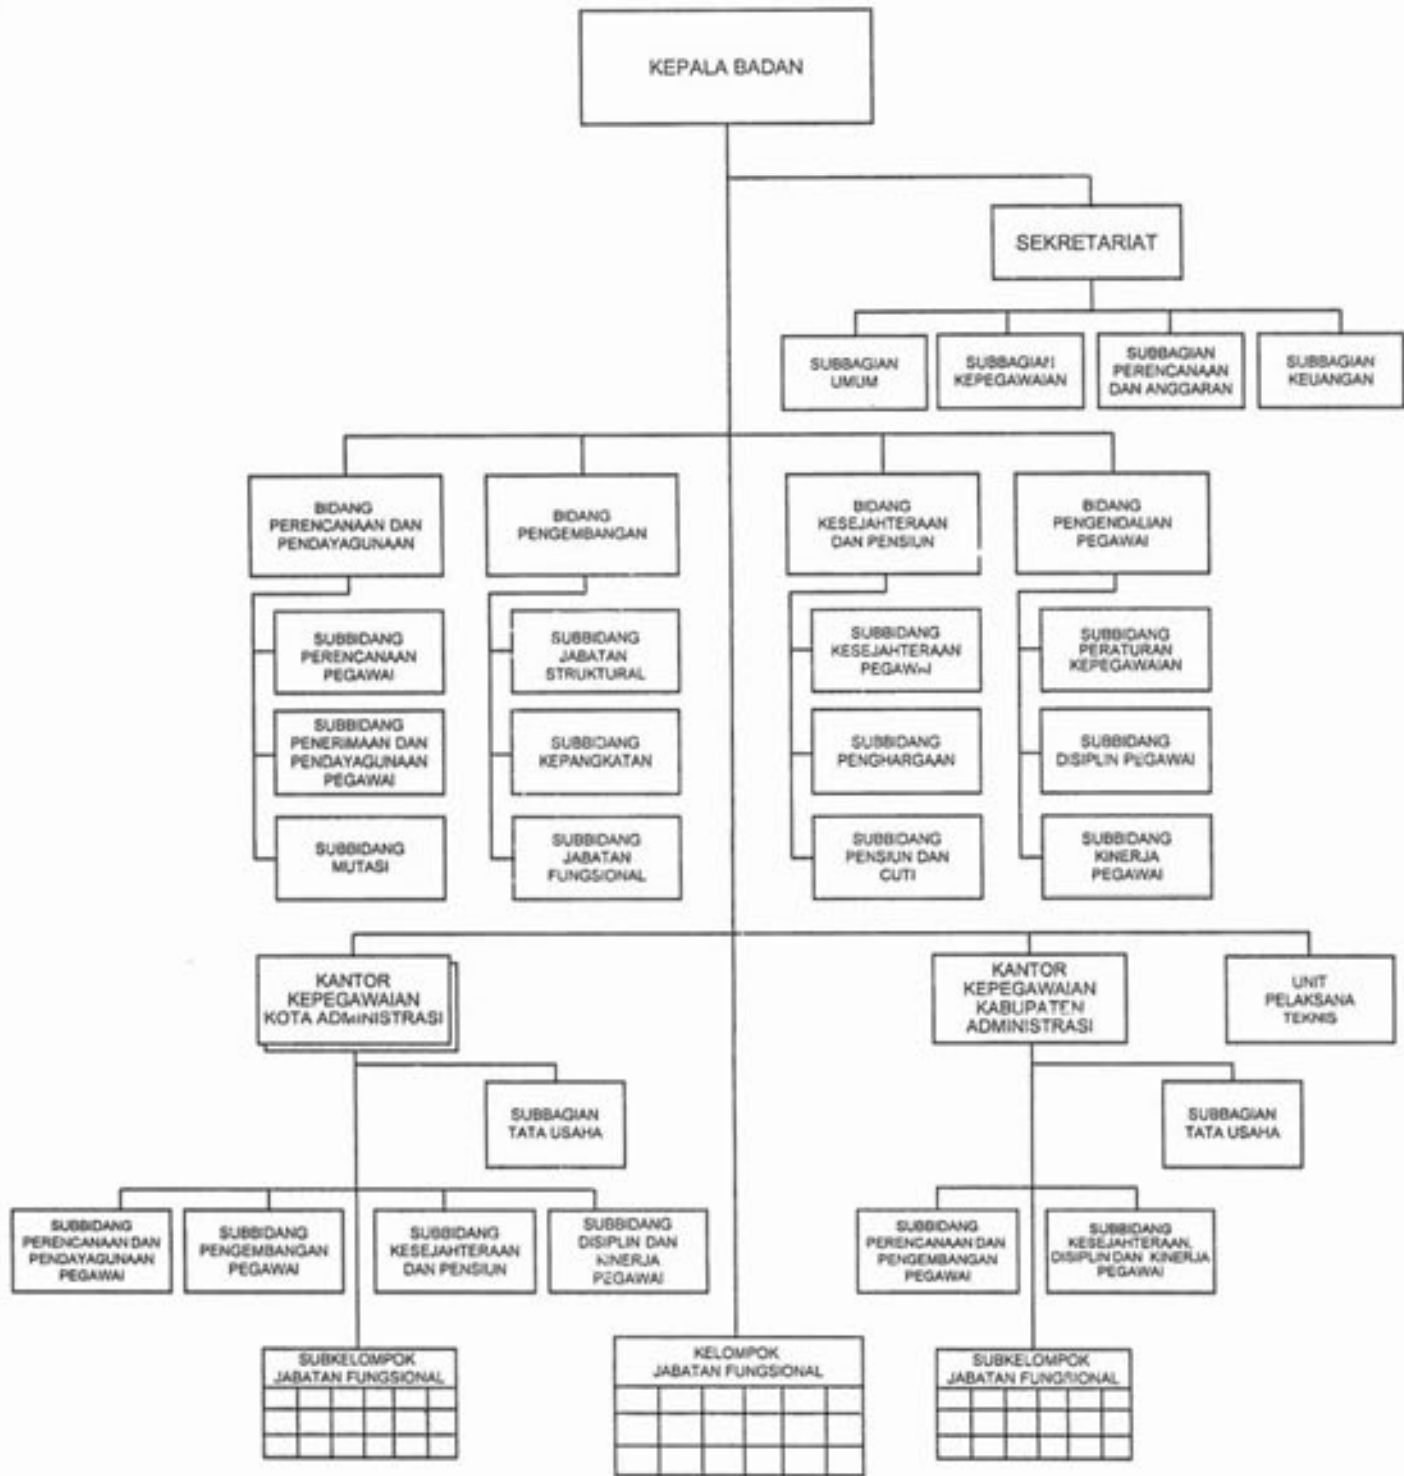 KEPALA BADAN
SEKRETARIAT
SUBBAGIAN
UMUM
SUBBAGIAN
KEPEGAWAIAN
SUBBAGIAN
PERENCANAAN
DAN ANGGARAN
SUBBAGIAN
KEUANGAN
BIDANG
PERENCANAAN DAN
PENDAYAGUNAAN
BIDANG
PENGEMBANGAN
BIDANG
KESEJAHTERAAN
DAN PENSIUN
BIDANG
PENGENDALIAN
PEGAWAI
SUBBIDANG
PERENCANAAN
PEGAWAI
SUBBIDANG
JABATAN
STRUKTURAL
SUBBIDANG
KESEJAHTERAAN
PEGAWAI
SUBBIDANG
PERATURAN
KEPEGAWAIAN
SUBBIDANG
PENERIMAAN DAN
PENDAYAGUNAAN
PEGAWAI
SUBBIDANG
KEPANGKATAN
SUBBIDANG
PENGHARGAAN
SUBBIDANG
DISIPLIN PEGAWAI
SUBBIDANG
MUTASI
SUBBIDANG
JABATAN
FUNGSIONAL
SUBBIDANG
PENSIUN DAN
CUTI
SUBBIDANG
KINERJA
PEGAWAI
KANTOR
KEPEGAWAIAN
KOTA ADMINISTRASI
KANTOR
KEPEGAWAIAN
KABUPATEN
ADMINISTRASI
UNIT
PELAKSANA
TEKNIS
SUBBAGIAN
TATA USAHA
SUBBAGIAN
TATA USAHA
SUBBIDANG
PERENCANAAN DAN
PENDAYAGUNAAN
PEGAWAI
SUBBIDANG
PENGEMBANGAN
PEGAWAI
SUBBIDANG
KESEJAHTERAAN
DAN PENSIUN
SUBBIDANG
DISIPLIN DAN
KINERJA
PEGAWAI
SUBBIDANG
PERENCANAAN DAN
PENGEMBANGAN
PEGAWAI
SUBBIDANG
KESEJAHTERAAN,
DISIPLIN DAN KINERJA
PEGAWAI
SUBKELOMPOK
JABATAN FUNGSIONAL
KELOMPOK
JABATAN FUNGSIONAL
SUBKELOMPOK
JABATAN FUNGSIONAL